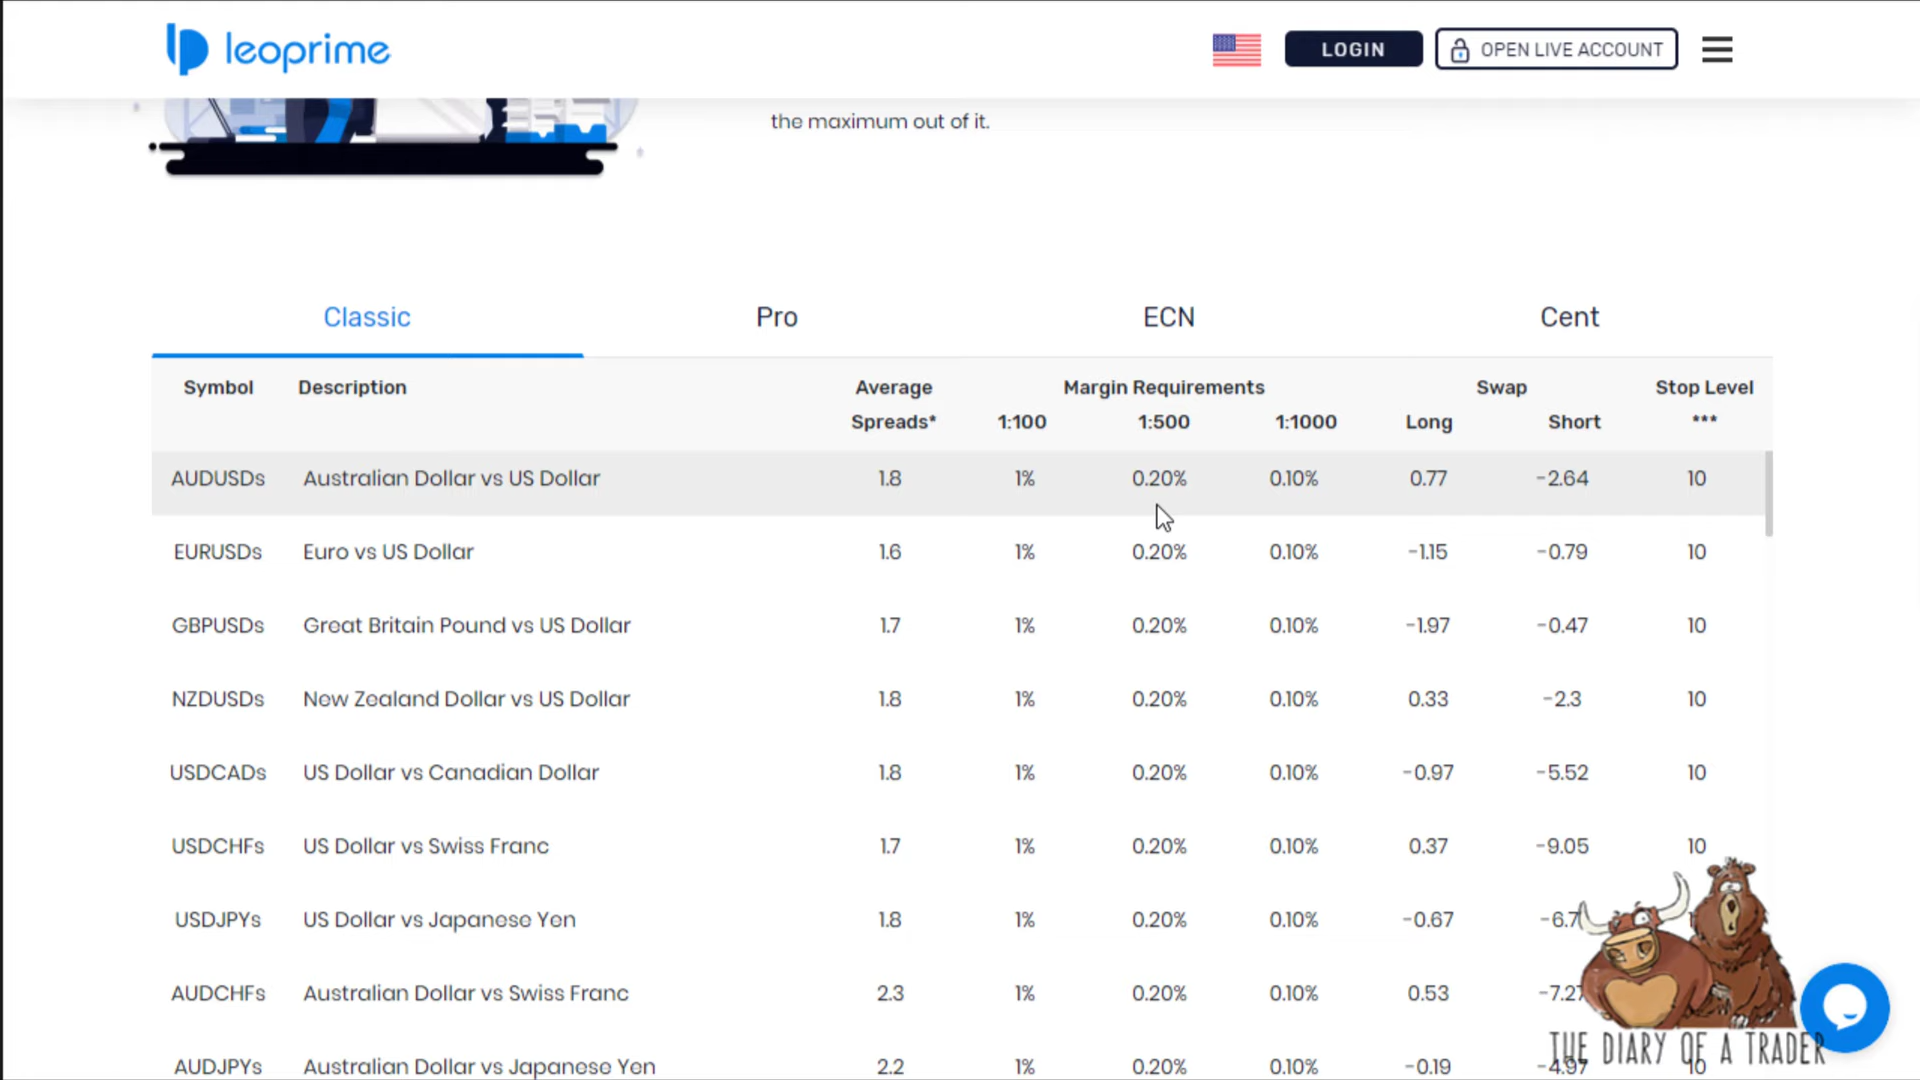 leoprime
LOGIN
OPEN LIVE ACCOUNT
the maximum out of it.
Classic Pro ECN Cent
Symbol Description Average Margin Requirements Swap Stop Level
Spreads* 1:100 1:500 1:1000 Long Short ***
AUDUSDs Australian Dollar vs US Dollar 1.8 1% 0.20% 0.10% 0.77 -2.64 10
EURUSDs Euro vs US Dollar 1.6 1% 0.20% 0.10% -1.15 -0.79 10
GBPUSDs Great Britain Pound vs US Dollar 1.7 1% 0.20% 0.10% -1.97 -0.47 10
NZDUSDs New Zealand Dollar vs US Dollar 1.8 1% 0.20% 0.10% 0.33 -2.3 10
USDCADs US Dollar vs Canadian Dollar 1.8 1% 0.20% 0.10% -0.97 -5.52 10
USDCHFs US Dollar vs Swiss Franc 1.7 1% 0.20% 0.10% 0.37 -9.05 10
USDJPYs US Dollar vs Japanese Yen 1.8 1% 0.20% 0.10% -0.67
AUDCHFs Australian Dollar vs Swiss Franc 2.3 1% 0.20% 0.10% 0.53 -7.27
AUDJPYs Australian Dollar vs Japanese Yen 2.2 1% 0.20% 0.10% -0.19 -4.97 10
THE DIARY OF A TRADER